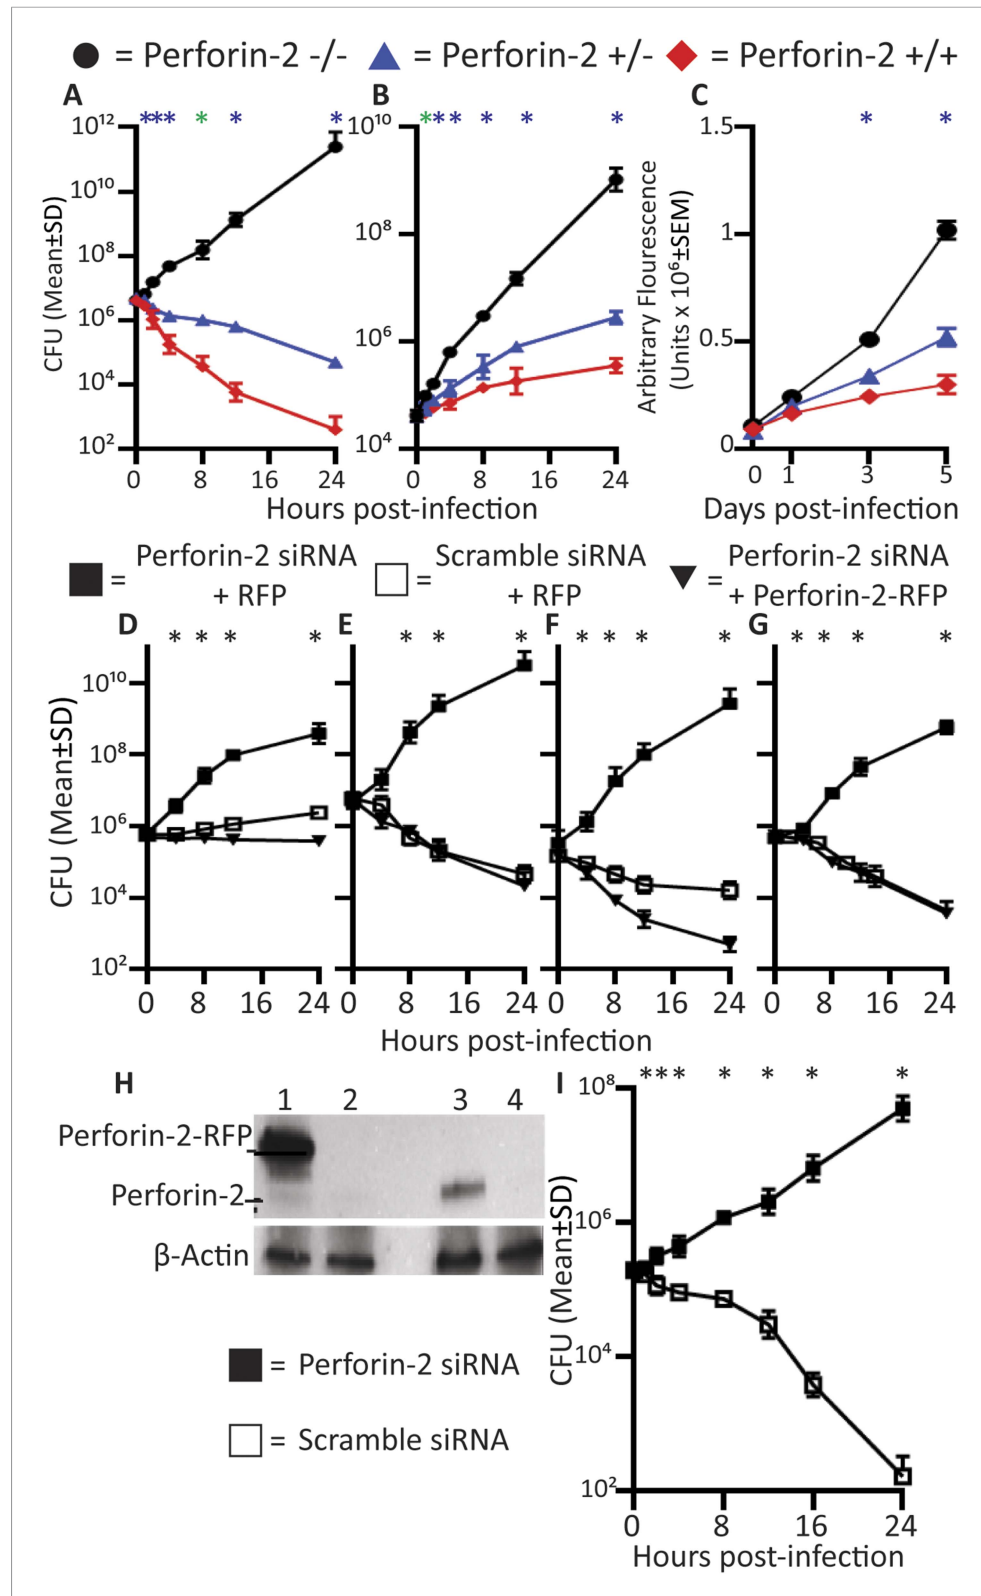 = Perforin-2 -/- = Perforin-2 +/- = Perforin-2 +/+
A B C
* * * * * *
* * * * * *
* *
CFU (Mean±SD)
10¹²
10¹⁰
10⁸
10⁶
10⁴
10²
0 8 16 24
10¹⁰
10⁸
10⁶
10⁴
0 8 16 24
Hours post-infection
Arbitrary Flourescence
(Units x 10⁶±SEM)
1.5
1
0.5
0
0 1 3 5
Days post-infection
= Perforin-2 siRNA
+ RFP
= Scramble siRNA
+ RFP
= Perforin-2 siRNA
+ Perforin-2-RFP
D E F G
* * * *
* * *
* * * *
* * * *
CFU (Mean±SD)
10¹⁰
10⁸
10⁶
10⁴
10²
0 8 16 24
0 8 16 24
0 8 16 24
0 8 16 24
Hours post-infection
H
1 2 3 4
Perforin-2-RFP
Perforin-2
β-Actin
= Perforin-2 siRNA
= Scramble siRNA
I
* * * * * * *
CFU (Mean±SD)
10⁸
10⁶
10⁴
10²
0 8 16 24
Hours post-infection